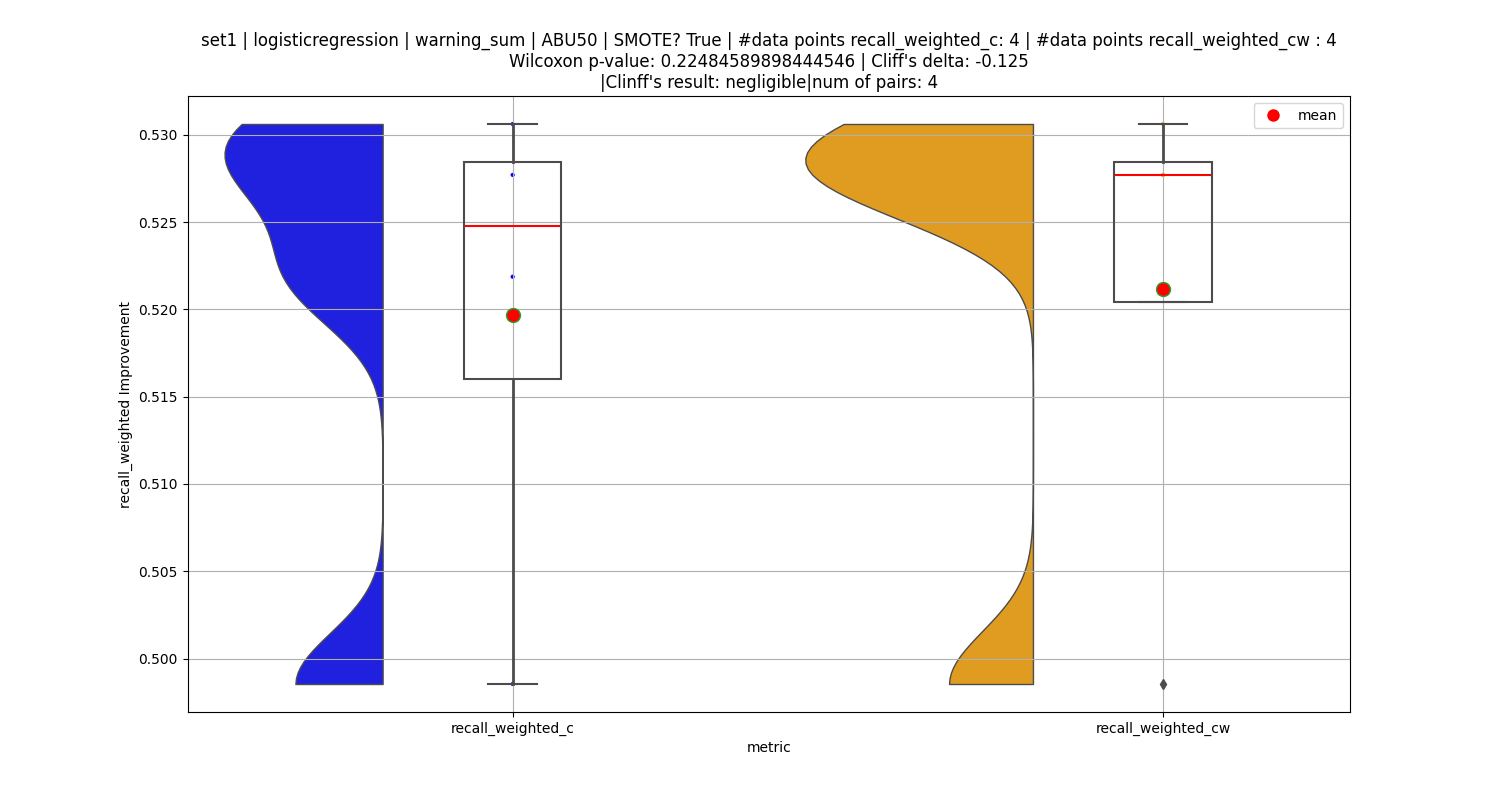 set1 | logisticregression | warning_sum | ABU50 | SMOTE? True | #data points recall_weighted_c: 4 | #data points recall_weighted_cw : 4
Wilcoxon p-value: 0.22484589898444546 | Cliff's delta: -0.125
|Clinff's result: negligible|num of pairs: 4
mean
0.530
0.525
0.520
0.515
0.510
0.505
0.500
recall_weighted Improvement
recall_weighted_c
recall_weighted_cw
metric